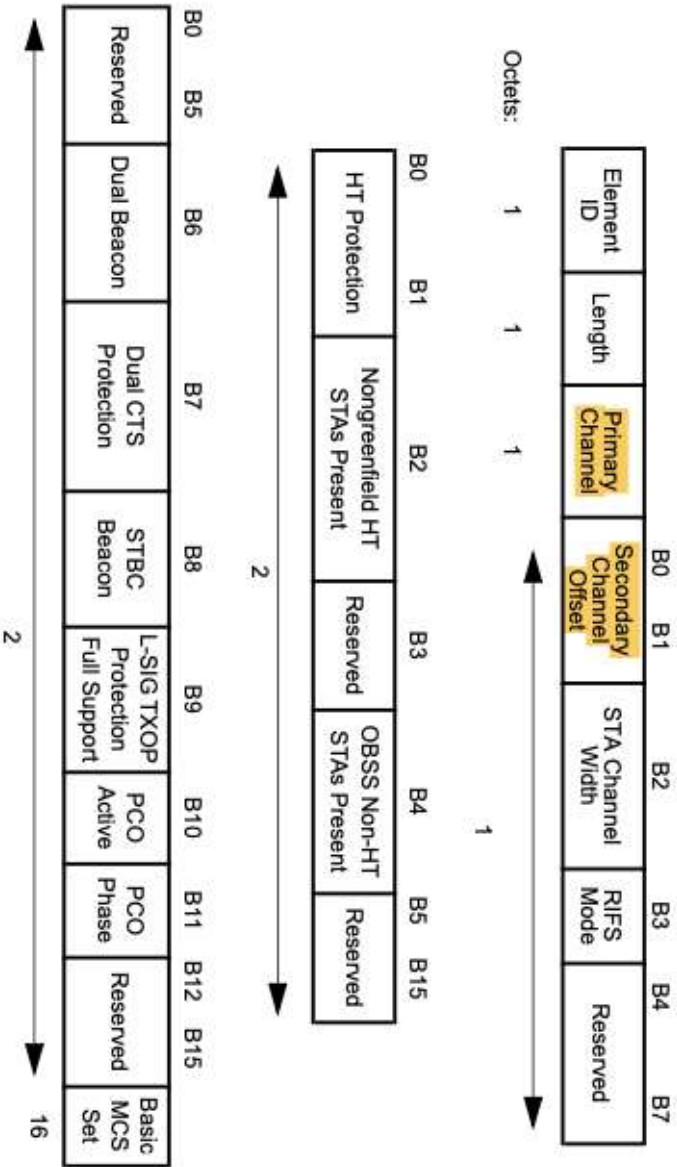 B0 B1 B2 B3 B4 B7
Element
ID
Length
Primary
Channel
Secondary
Channel
Offset
STA Channel
Width
RIFS
Mode
Reserved
Octets: 1 1 1 1
B0 B1 B2 B3 B4 B5 B15
HT Protection
Nongreenfield HT
STAs Present
Reserved
OBSS Non-HT
STAs Present
Reserved
2
B0 B5 B6 B7 B8 B9 B10 B11 B12 B15
Reserved
Dual Beacon
Dual CTS
Protection
STBC
Beacon
L-SIG TXOP
Protection
Full Support
PCO
Active
PCO
Phase
Reserved
Basic
MCS
Set
2 16